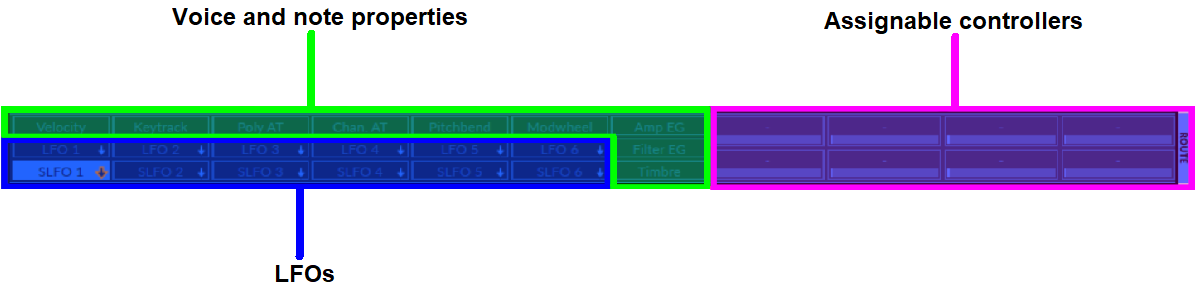 Voice and note properties
Assignable controllers
Velocity Keytrack Poly AT Chan. AT Pitchbend Modwheel Amp EG - - - -
LFO 1 LFO 2 LFO 3 LFO 4 LFO 5 LFO 6 Filter EG
SLFO 1 SLFO 2 SLFO 3 SLFO 4 SLFO 5 SLFO 6 Timbre - - - -
ROUTE
LFOs